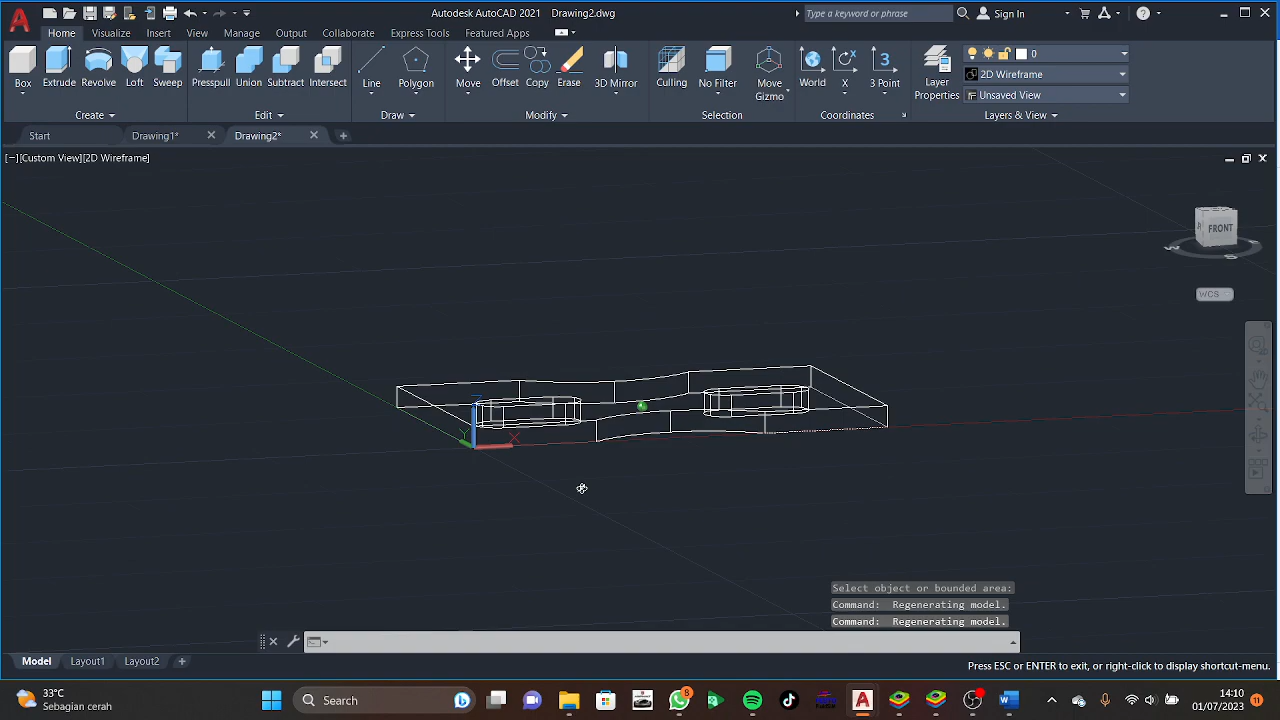 Autodesk AutoCAD 2021 Drawing2.dwg
Type a keyword or phrase
Sign In
Home Visualize Insert View Manage Output Collaborate Express Tools Featured Apps
Box Extrude Revolve Loft Sweep Presspull Union Subtract Intersect Line Polygon Move Offset Copy Erase 3D Mirror Culling No Filter Move Gizmo World X 3 Point Layer Properties
0
2D Wireframe
Unsaved View
Create Edit Draw Modify Selection Coordinates Layers & View
Start Drawing1* Drawing2*
[−][Custom View][2D Wireframe]
FRONT
WCS
X
Select object or bounded area:
Command: Regenerating model.
Command: Regenerating model.
Model Layout1 Layout2
Press ESC or ENTER to exit, or right-click to display shortcut-menu.
33°C
Sebagian cerah
Search
8
14:10
01/07/2023
11